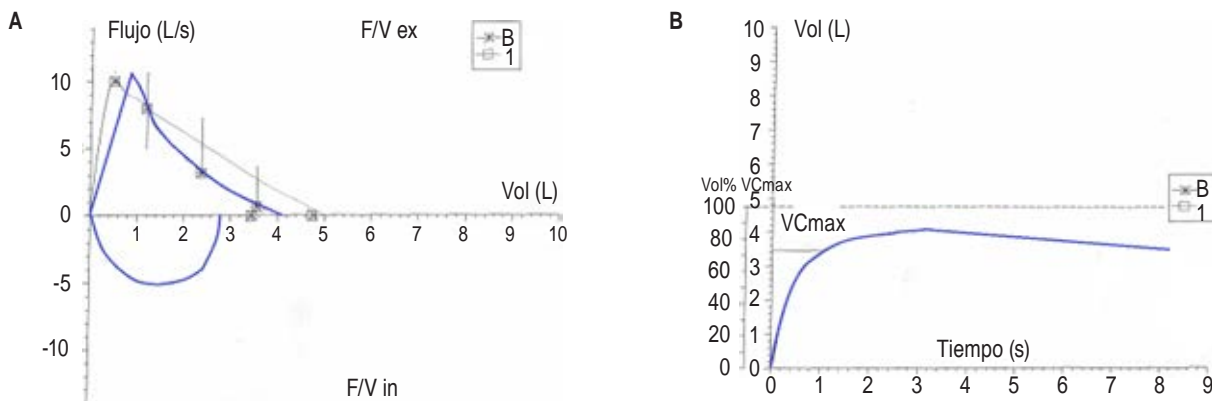 A
Flujo (L/s)
F/V ex
B
1
10
5
0
-5
-10
Vol (L)
1 2 3 4 5 6 7 8 9 10
F/V in
B
Vol (L)
10
9
8
7
6
5
4
3
2
1
0
Vol% VCmax
100
80
60
40
20
0
VCmax
B
1
Tiempo (s)
0 1 2 3 4 5 6 7 8 9